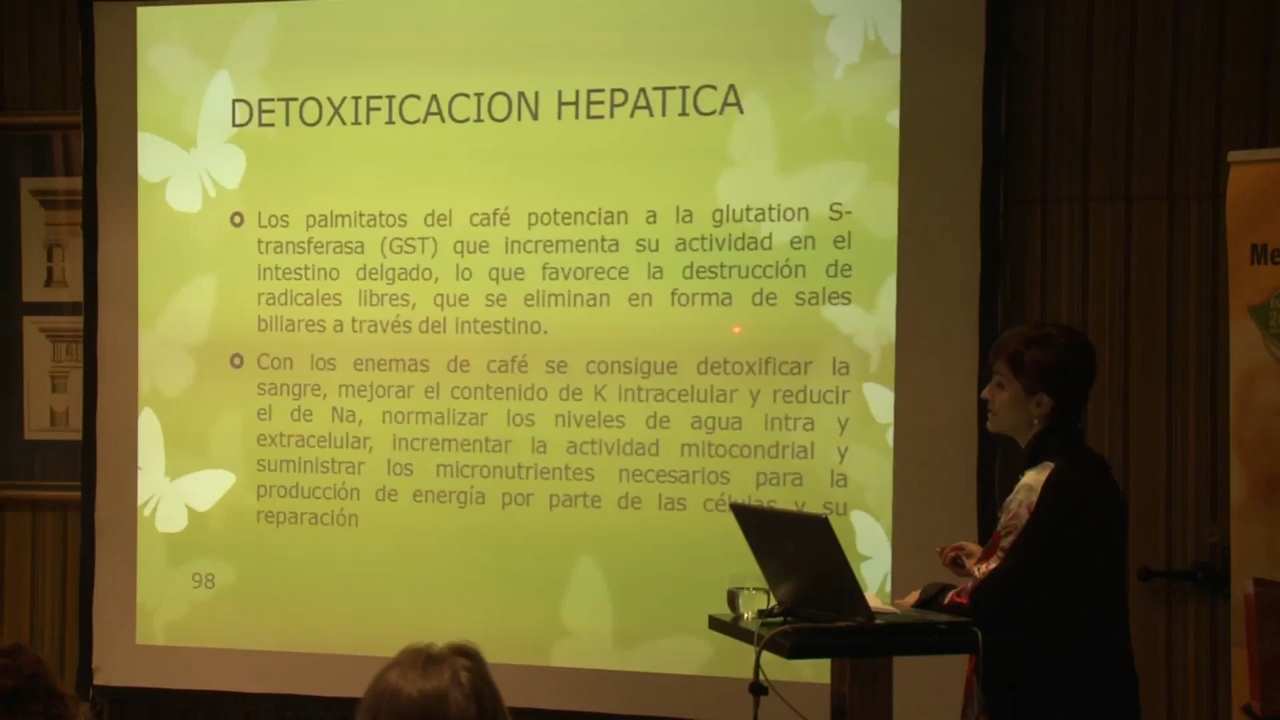 DETOXIFICACION HEPATICA
Los palmitatos del café potencian a la glutation S-
transferasa (GST) que incrementa su actividad en el
intestino delgado, lo que favorece la destrucción de
radicales libres, que se eliminan en forma de sales
biliares a través del intestino.
Con los enemas de café se consigue detoxificar la
sangre, mejorar el contenido de K intracelular y reducir
el de Na, normalizar los niveles de agua intra y
extracelular, incrementar la actividad mitocondrial y
suministrar los micronutrientes necesarios para la
producción de energía por parte de las células y su
reparación
98
Me